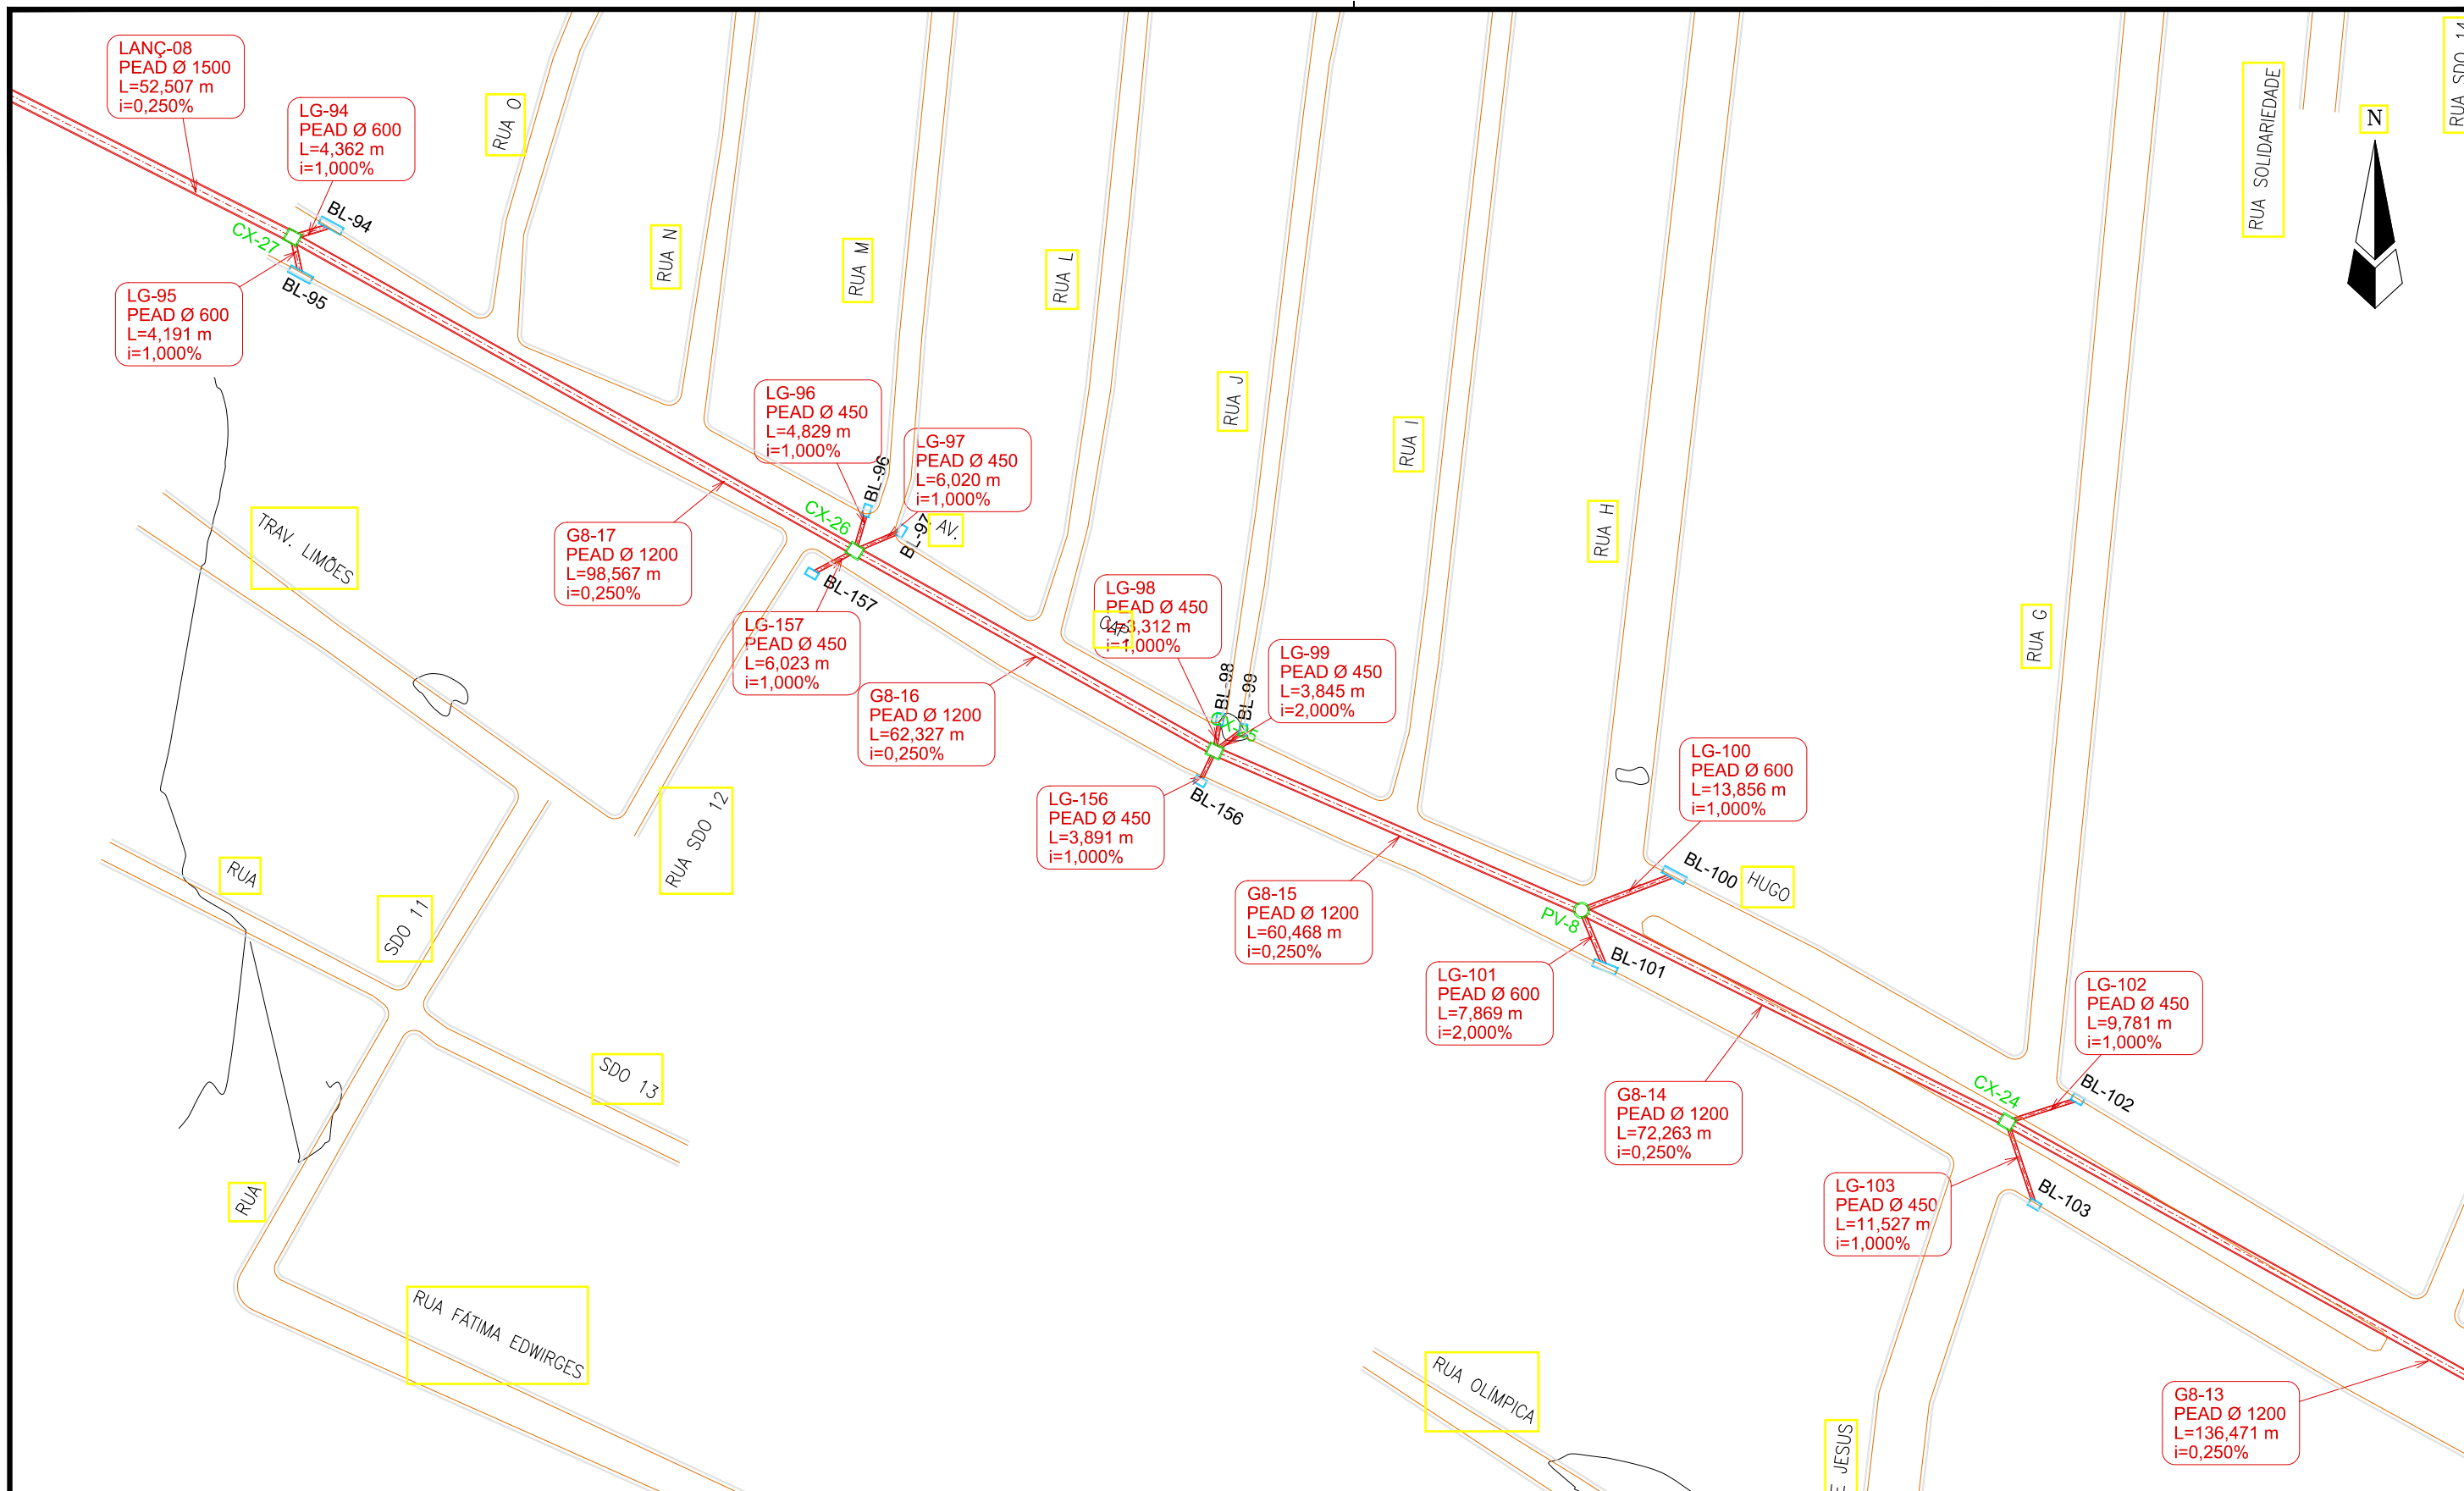 LANÇ-08
PEAD Ø 1500
L=52,507 m
i=0,250%
LG-94
PEAD Ø 600
L=4,362 m
i=1,000%
RUA O
RUA SOLIDARIEDADE
RUA SDO 14
N
BL-94
CX-27
BL-95
LG-95
PEAD Ø 600
L=4,191 m
i=1,000%
RUA N
RUA M
RUA L
RUA J
RUA I
RUA H
RUA G
LG-96
PEAD Ø 450
L=4,829 m
i=1,000%
LG-97
PEAD Ø 450
L=6,020 m
i=1,000%
BL-96
BL-97
AV.
CX-26
BL-157
TRAV. LIMÕES
G8-17
PEAD Ø 1200
L=98,567 m
i=0,250%
LG-157
PEAD Ø 450
L=6,023 m
i=1,000%
LG-98
PEAD Ø 450
L=3,312 m
i=1,000%
CAP.
LG-99
PEAD Ø 450
L=3,845 m
i=2,000%
BL-98
BL-99
CX-25
G8-16
PEAD Ø 1200
L=62,327 m
i=0,250%
LG-156
PEAD Ø 450
L=3,891 m
i=1,000%
BL-156
LG-100
PEAD Ø 600
L=13,856 m
i=1,000%
BL-100
HUGO
RUA SDO 12
RUA
SDO 11
G8-15
PEAD Ø 1200
L=60,468 m
i=0,250%
PV-8
BL-101
LG-101
PEAD Ø 600
L=7,869 m
i=2,000%
LG-102
PEAD Ø 450
L=9,781 m
i=1,000%
CX-24
BL-102
SDO 13
G8-14
PEAD Ø 1200
L=72,263 m
i=0,250%
LG-103
PEAD Ø 450
L=11,527 m
i=1,000%
BL-103
RUA
RUA FÁTIMA EDWIRGES
RUA OLÍMPICA
JESUS
G8-13
PEAD Ø 1200
L=136,471 m
i=0,250%